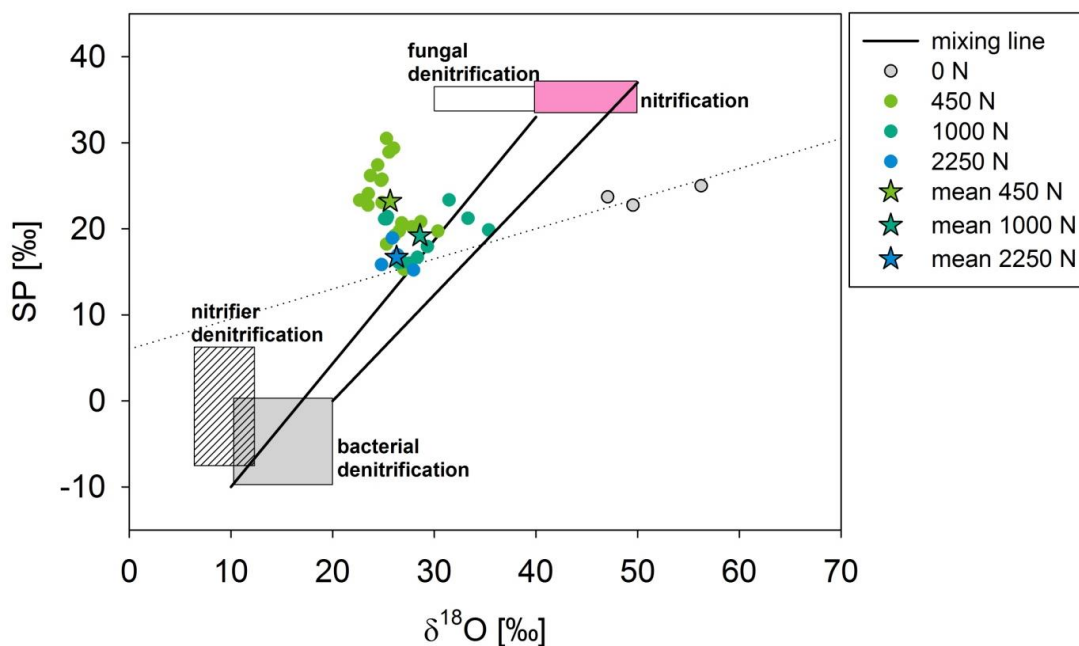 40
30
20
10
0
-10
SP [‰]
fungal
denitrification
nitrification
nitrifier
denitrification
bacterial
denitrification
0 10 20 30 40 50 60 70
δ18O [‰]
mixing line
0 N
450 N
1000 N
2250 N
mean 450 N
mean 1000 N
mean 2250 N